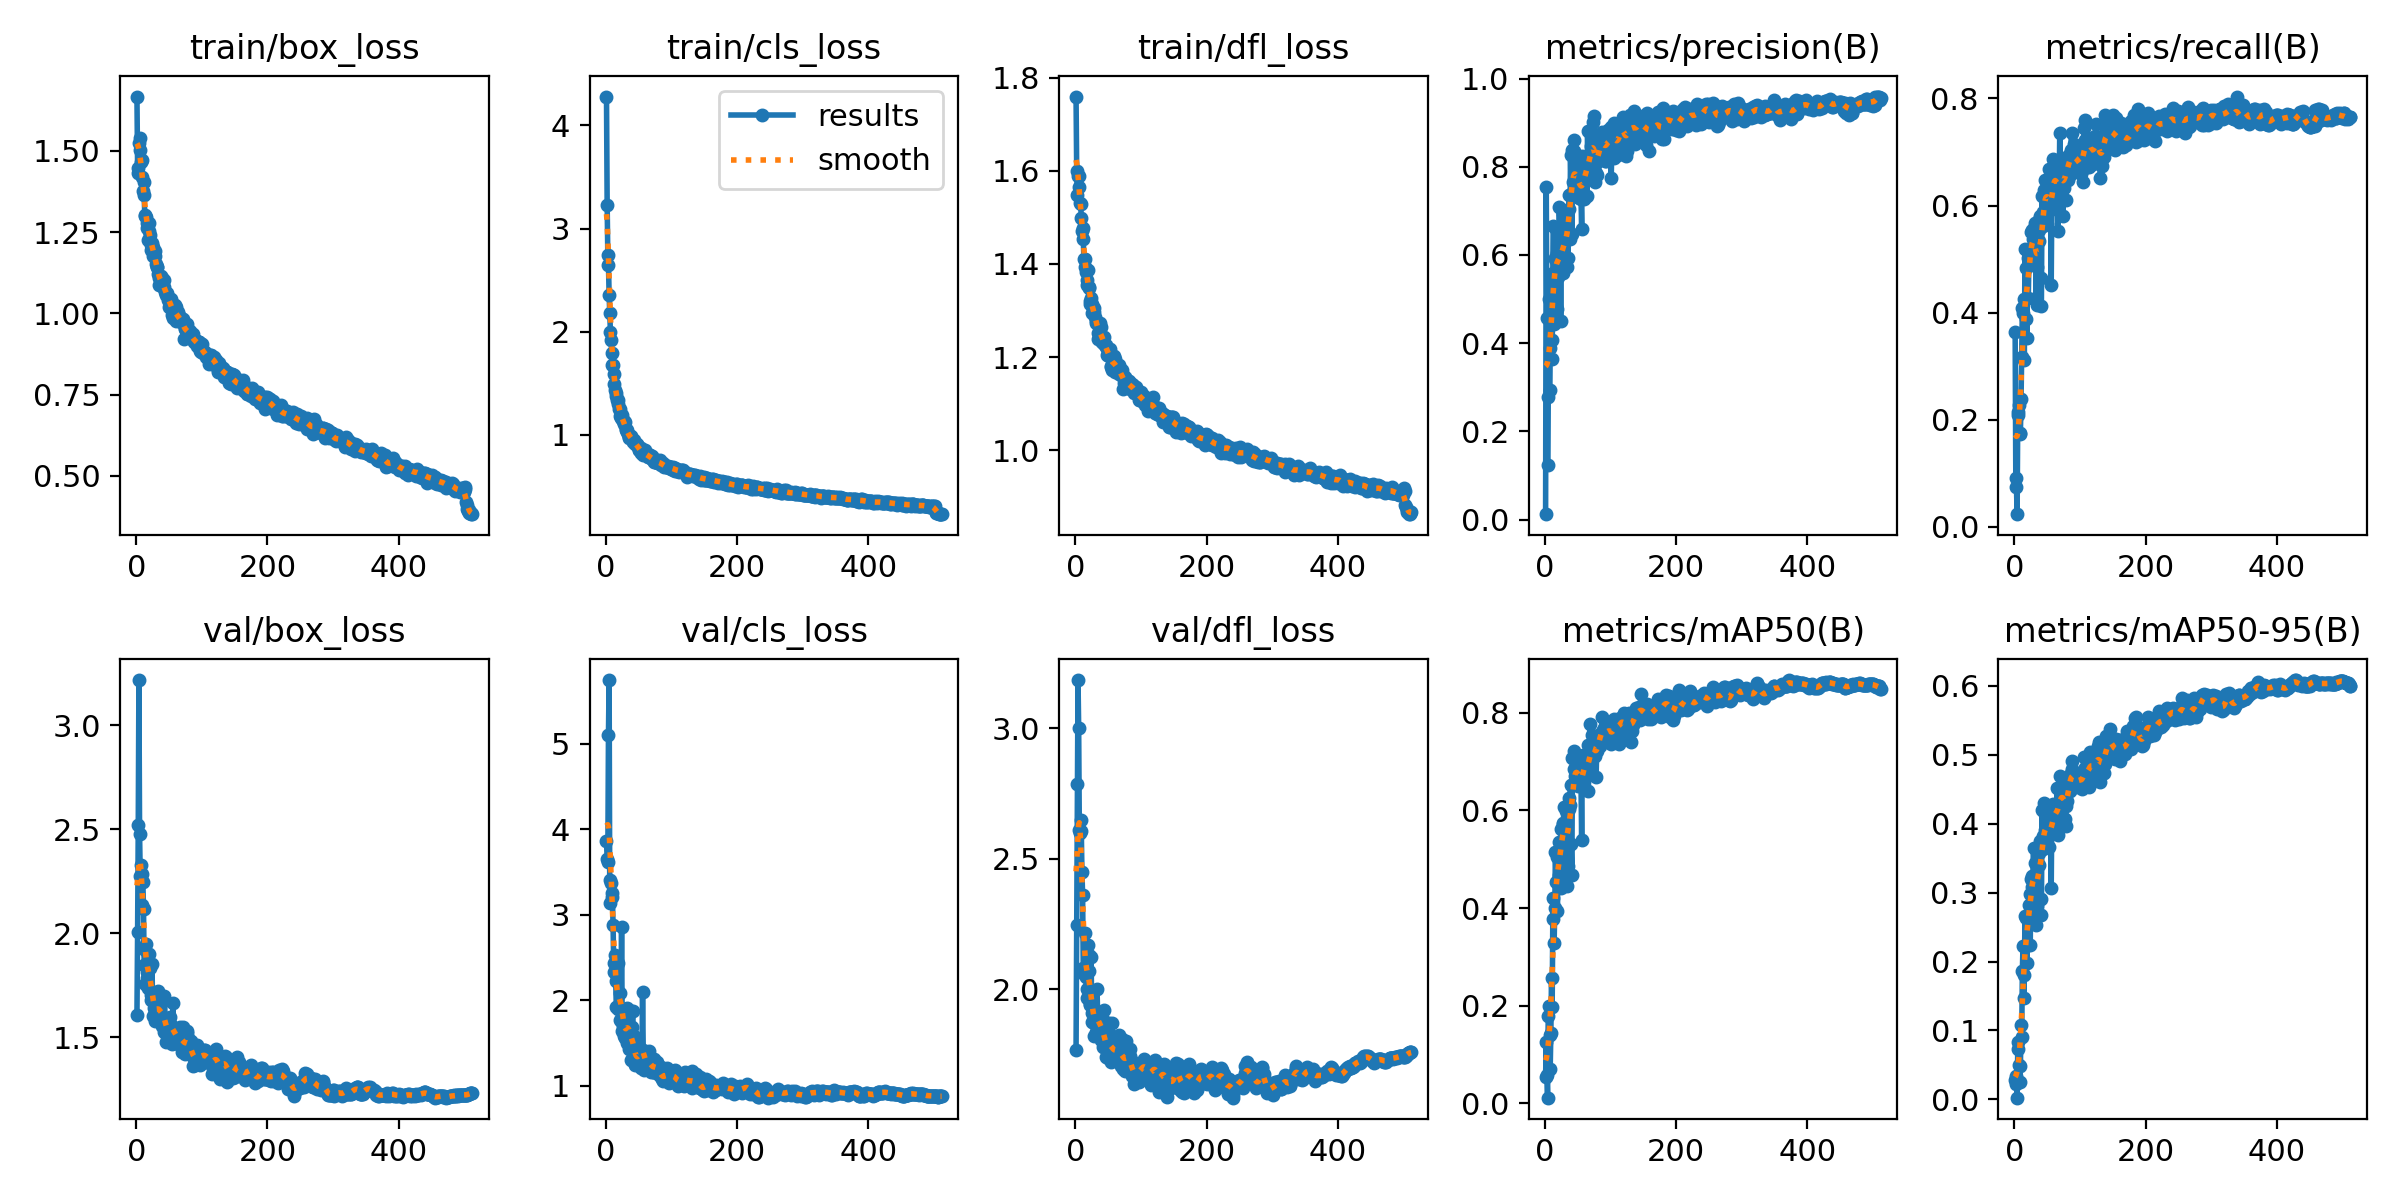 train/box_loss
1.50
1.25
1.00
0.75
0.50
0 200 400
train/cls_loss
results
smooth
4
3
2
1
0 200 400
train/dfl_loss
1.8
1.6
1.4
1.2
1.0
0 200 400
metrics/precision(B)
1.0
0.8
0.6
0.4
0.2
0.0
0 200 400
metrics/recall(B)
0.8
0.6
0.4
0.2
0.0
0 200 400
val/box_loss
3.0
2.5
2.0
1.5
0 200 400
val/cls_loss
5
4
3
2
1
0 200 400
val/dfl_loss
3.0
2.5
2.0
0 200 400
metrics/mAP50(B)
0.8
0.6
0.4
0.2
0.0
0 200 400
metrics/mAP50-95(B)
0.6
0.5
0.4
0.3
0.2
0.1
0.0
0 200 400